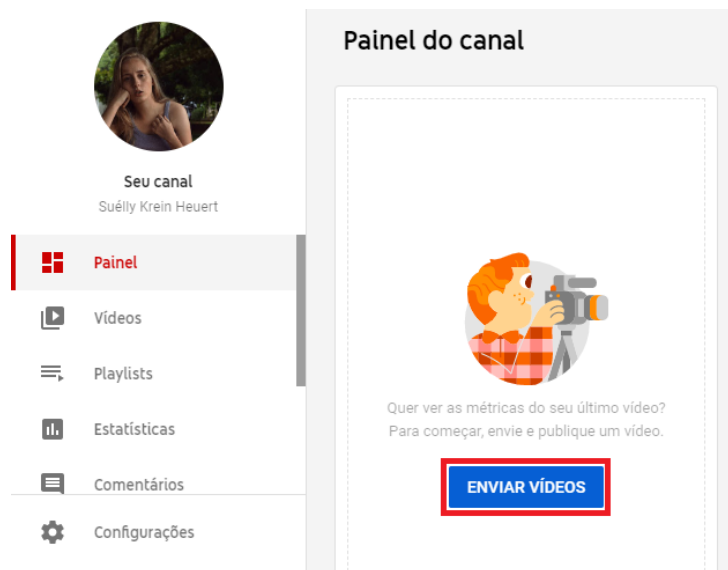 Painel do canal
Seu canal
Suélly Krein Heuert
Painel
Vídeos
Playlists
Estatísticas
Comentários
Configurações
Quer ver as métricas do seu último vídeo?
Para começar, envie e publique um vídeo.
ENVIAR VÍDEOS